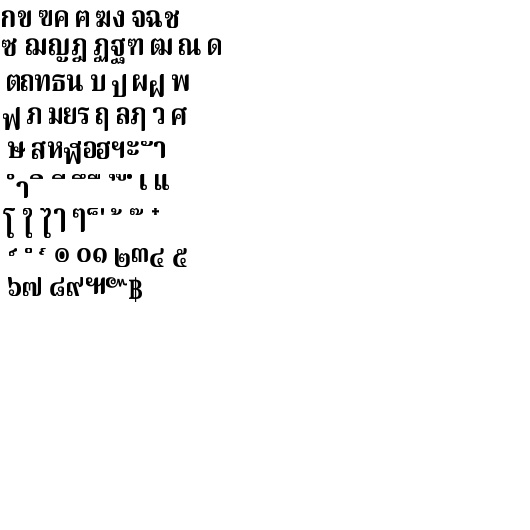 กข ฃค ฅ ฆง จฉช
ซ ฌญฎ ฏฐฑ ฒ ณ ด
ตถทธน บ ป ผฝ พ
ฟ ภ มยร ฤ ลฦ ว ศ
ษ สหฬอฮฯะ ั า
ำ ิ ี ึ ื ุ ู ฺ เ แ
โ ใ ไๅ ๆ ็ ่ ้ ๊ ๋
์ ํ ๎ ๏ ๐๑ ๒๓๔ ๕
๖๗ ๘๙๚๛฿